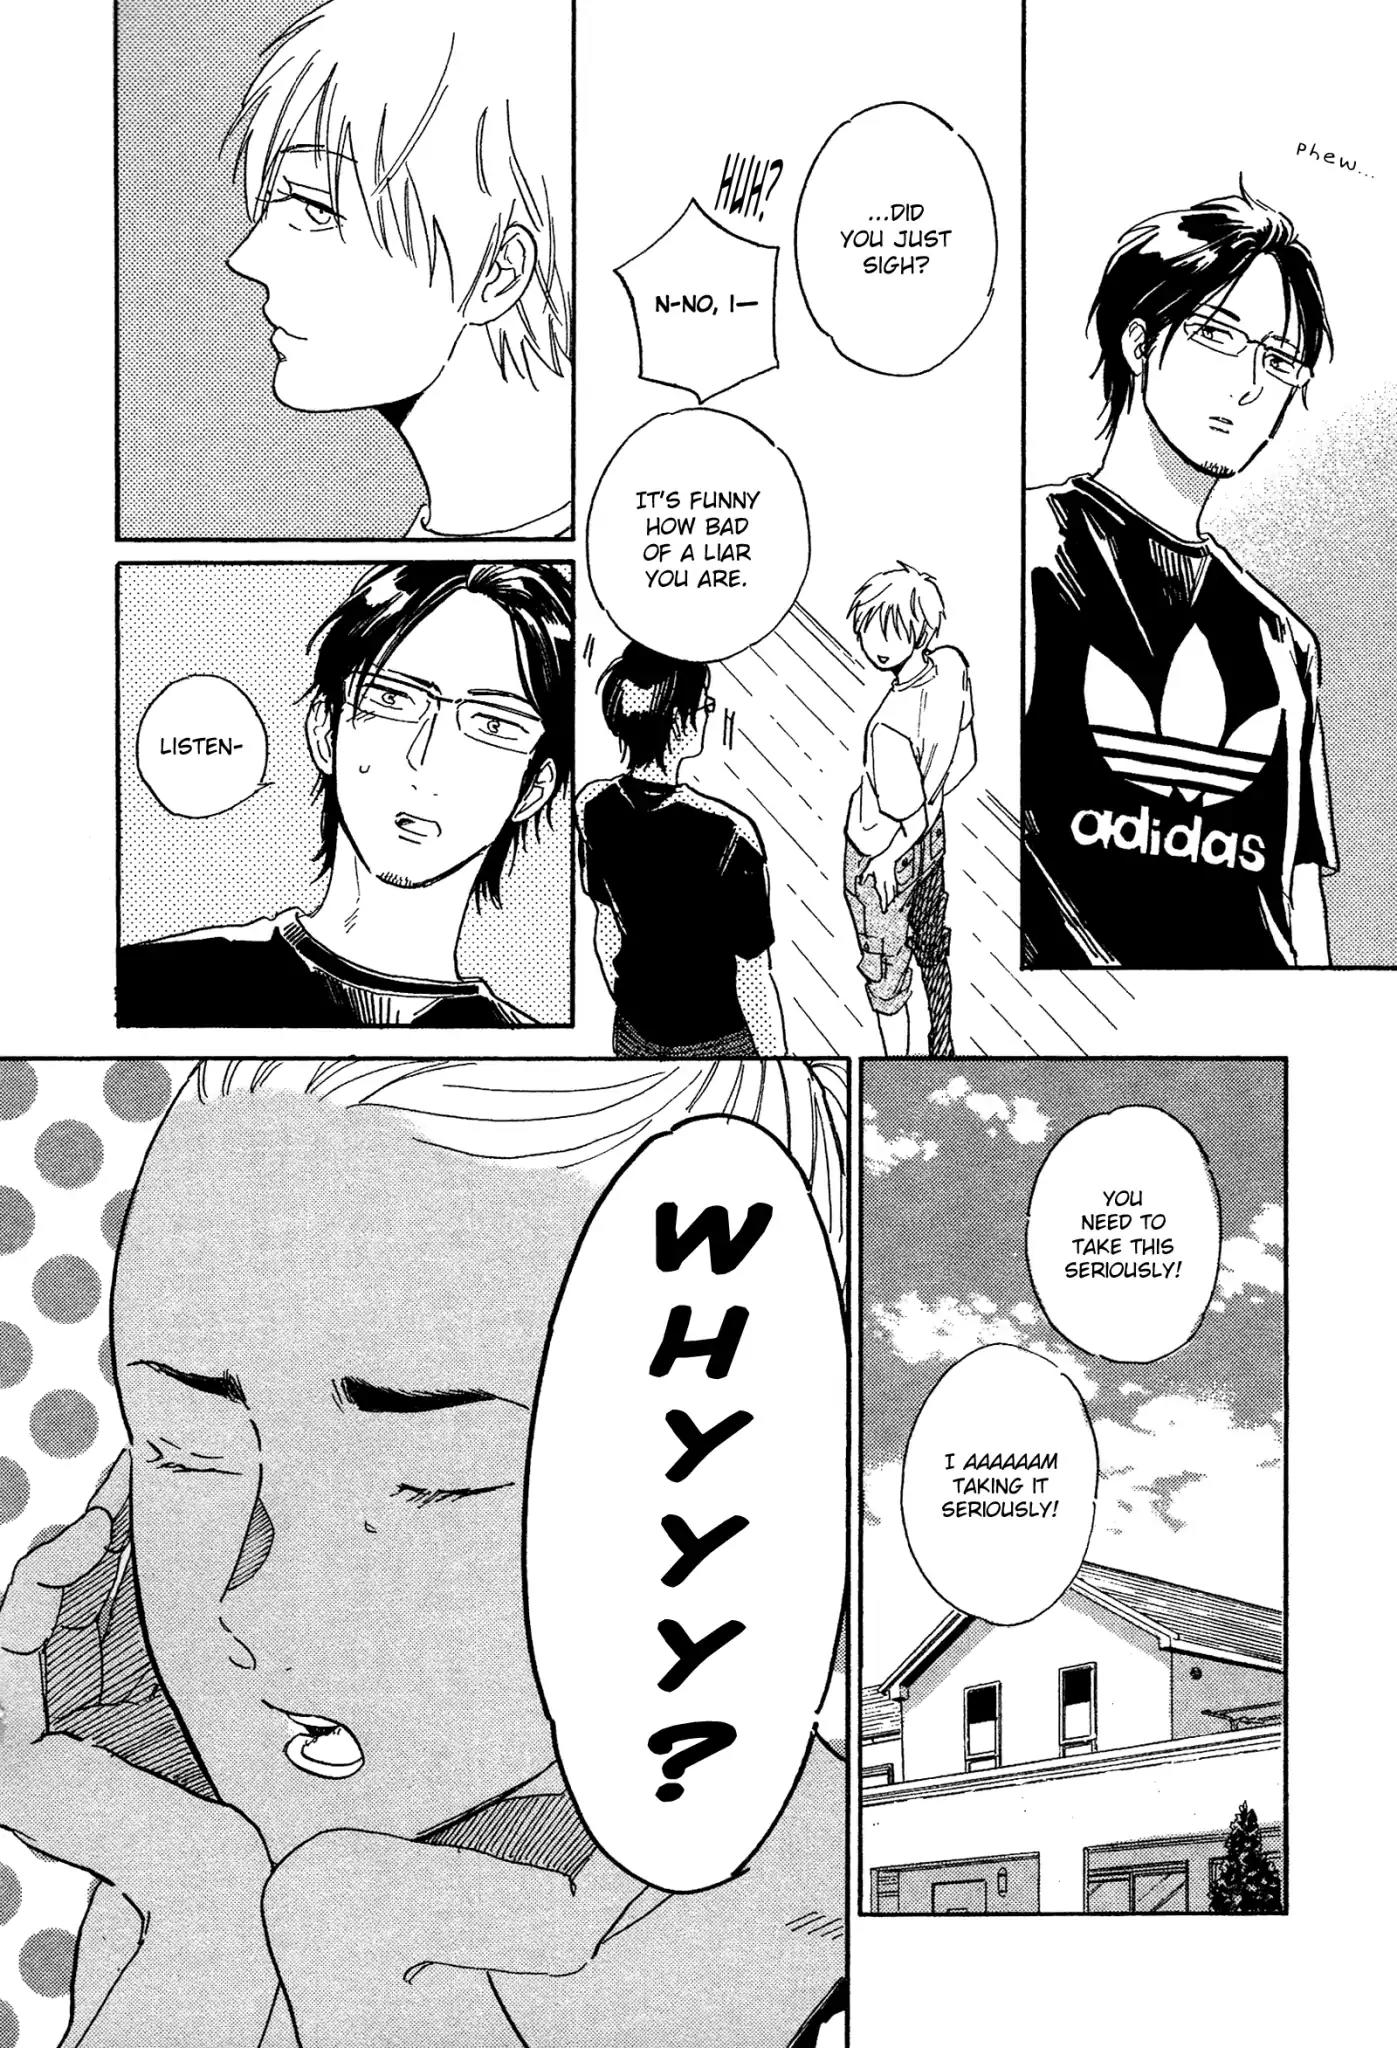 Phew...
adidas
...DID
YOU JUST
SIGH?
HUH?
N-NO, I—
IT'S FUNNY
HOW BAD
OF A LIAR
YOU ARE.
LISTEN-
YOU
NEED TO
TAKE THIS
SERIOUSLY!
I AAAAAAM
TAKING IT
SERIOUSLY!
WHYYYY?